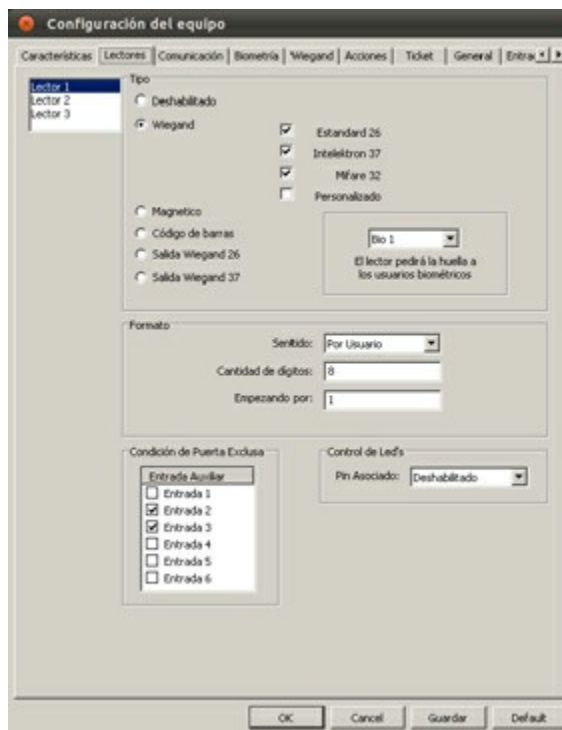 Configuración del equipo
Características
Lectores
Comunicación
Biometría
Wiegand
Acciones
Ticket
General
Entra
Lector 1
Lector 2
Lector 3
Tipo
Deshabilitado
Wiegand
Estandard 26
Intelektron 37
Mifare 32
Personalizado
Magnetico
Código de barras
Salida Wiegand 26
Salida Wiegand 37
Bio 1
El lector pedirá la huella a
los usuarios biométricos
Formato
Sentido: Por Usuario
Cantidad de dígitos: 8
Empezando por: 1
Condición de Puerta Exclusa
Entrada Auxiliar
Entrada 1
Entrada 2
Entrada 3
Entrada 4
Entrada 5
Entrada 6
Control de Led's
Pin Asociado: Deshabilitado
OK
Cancel
Guardar
Default